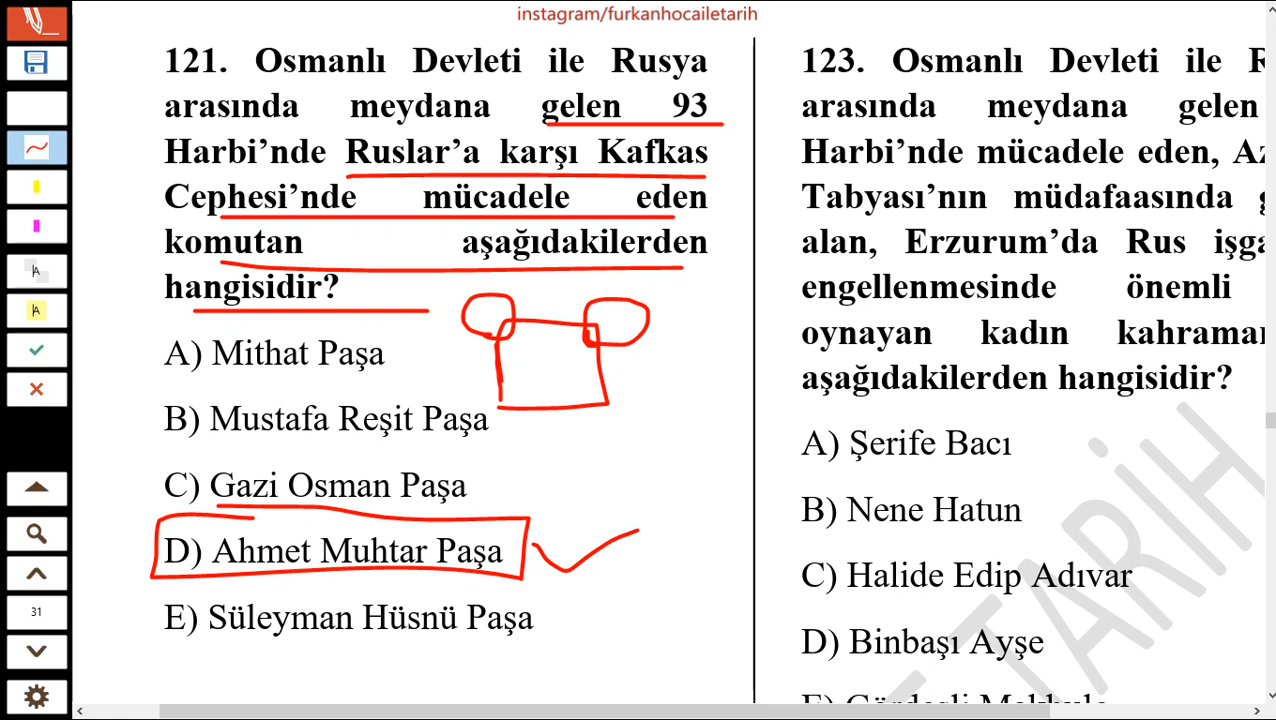 instagram/furkanhocailetarih
121. Osmanlı Devleti ile Rusya
arasında meydana gelen 93
Harbi’nde Ruslar’a karşı Kafkas
Cephesi’nde mücadele eden
komutan aşağıdakilerden
hangisidir?
A) Mithat Paşa
B) Mustafa Reşit Paşa
C) Gazi Osman Paşa
D) Ahmet Muhtar Paşa
E) Süleyman Hüsnü Paşa
123. Osmanlı Devleti ile
arasında meydana gelen
Harbi’nde mücadele eden,
Tabyası’nın müdafaasında
alan, Erzurum’da Rus
engellenmesinde önemli
oynayan kadın
aşağıdakilerden hangisidir?
A) Şerife Bacı
B) Nene Hatun
C) Halide Edip Adıvar
D) Binbaşı Ayşe
TARİH
31